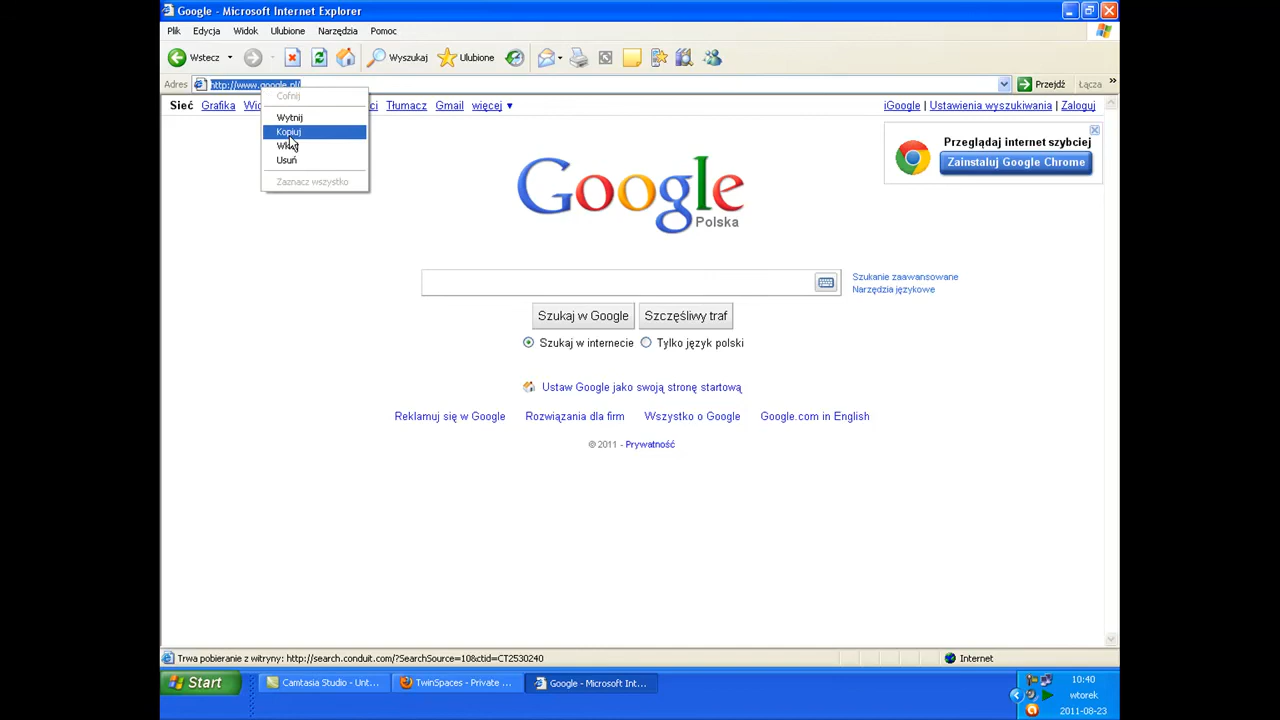 Google - Microsoft Internet Explorer
Plik Edycja Widok Ulubione Narzędzia Pomoc
Wstecz Wyszukaj Ulubione
Adres http://www.google.pl/ Przejdź Łącza »
Cofnij
Wytnij
Kopiuj
Usuń
Zaznacz wszystko
Sieć Grafika Tłumacz Gmail więcej ▼ iGoogle | Ustawienia wyszukiwania | Zaloguj
Przeglądaj internet szybciej
Zainstaluj Google Chrome
Google
Polska
Szukanie zaawansowane
Narzędzia językowe
Szukaj w Google Szczęśliwy traf
Szukaj w internecie Tylko język polski
Ustaw Google jako swoją stronę startową
Reklamuj się w Google Rozwiązania dla firm Wszystko o Google Google.com in English
© 2011 - Prywatność
Trwa pobieranie z witryny: http://search.conduit.com/?SearchSource=10&ctid=CT2530240 Internet
Start Camtasia Studio - Unt... TwinSpaces - Private ... Google - Microsoft Int...
10:40
wtorek
2011-08-23